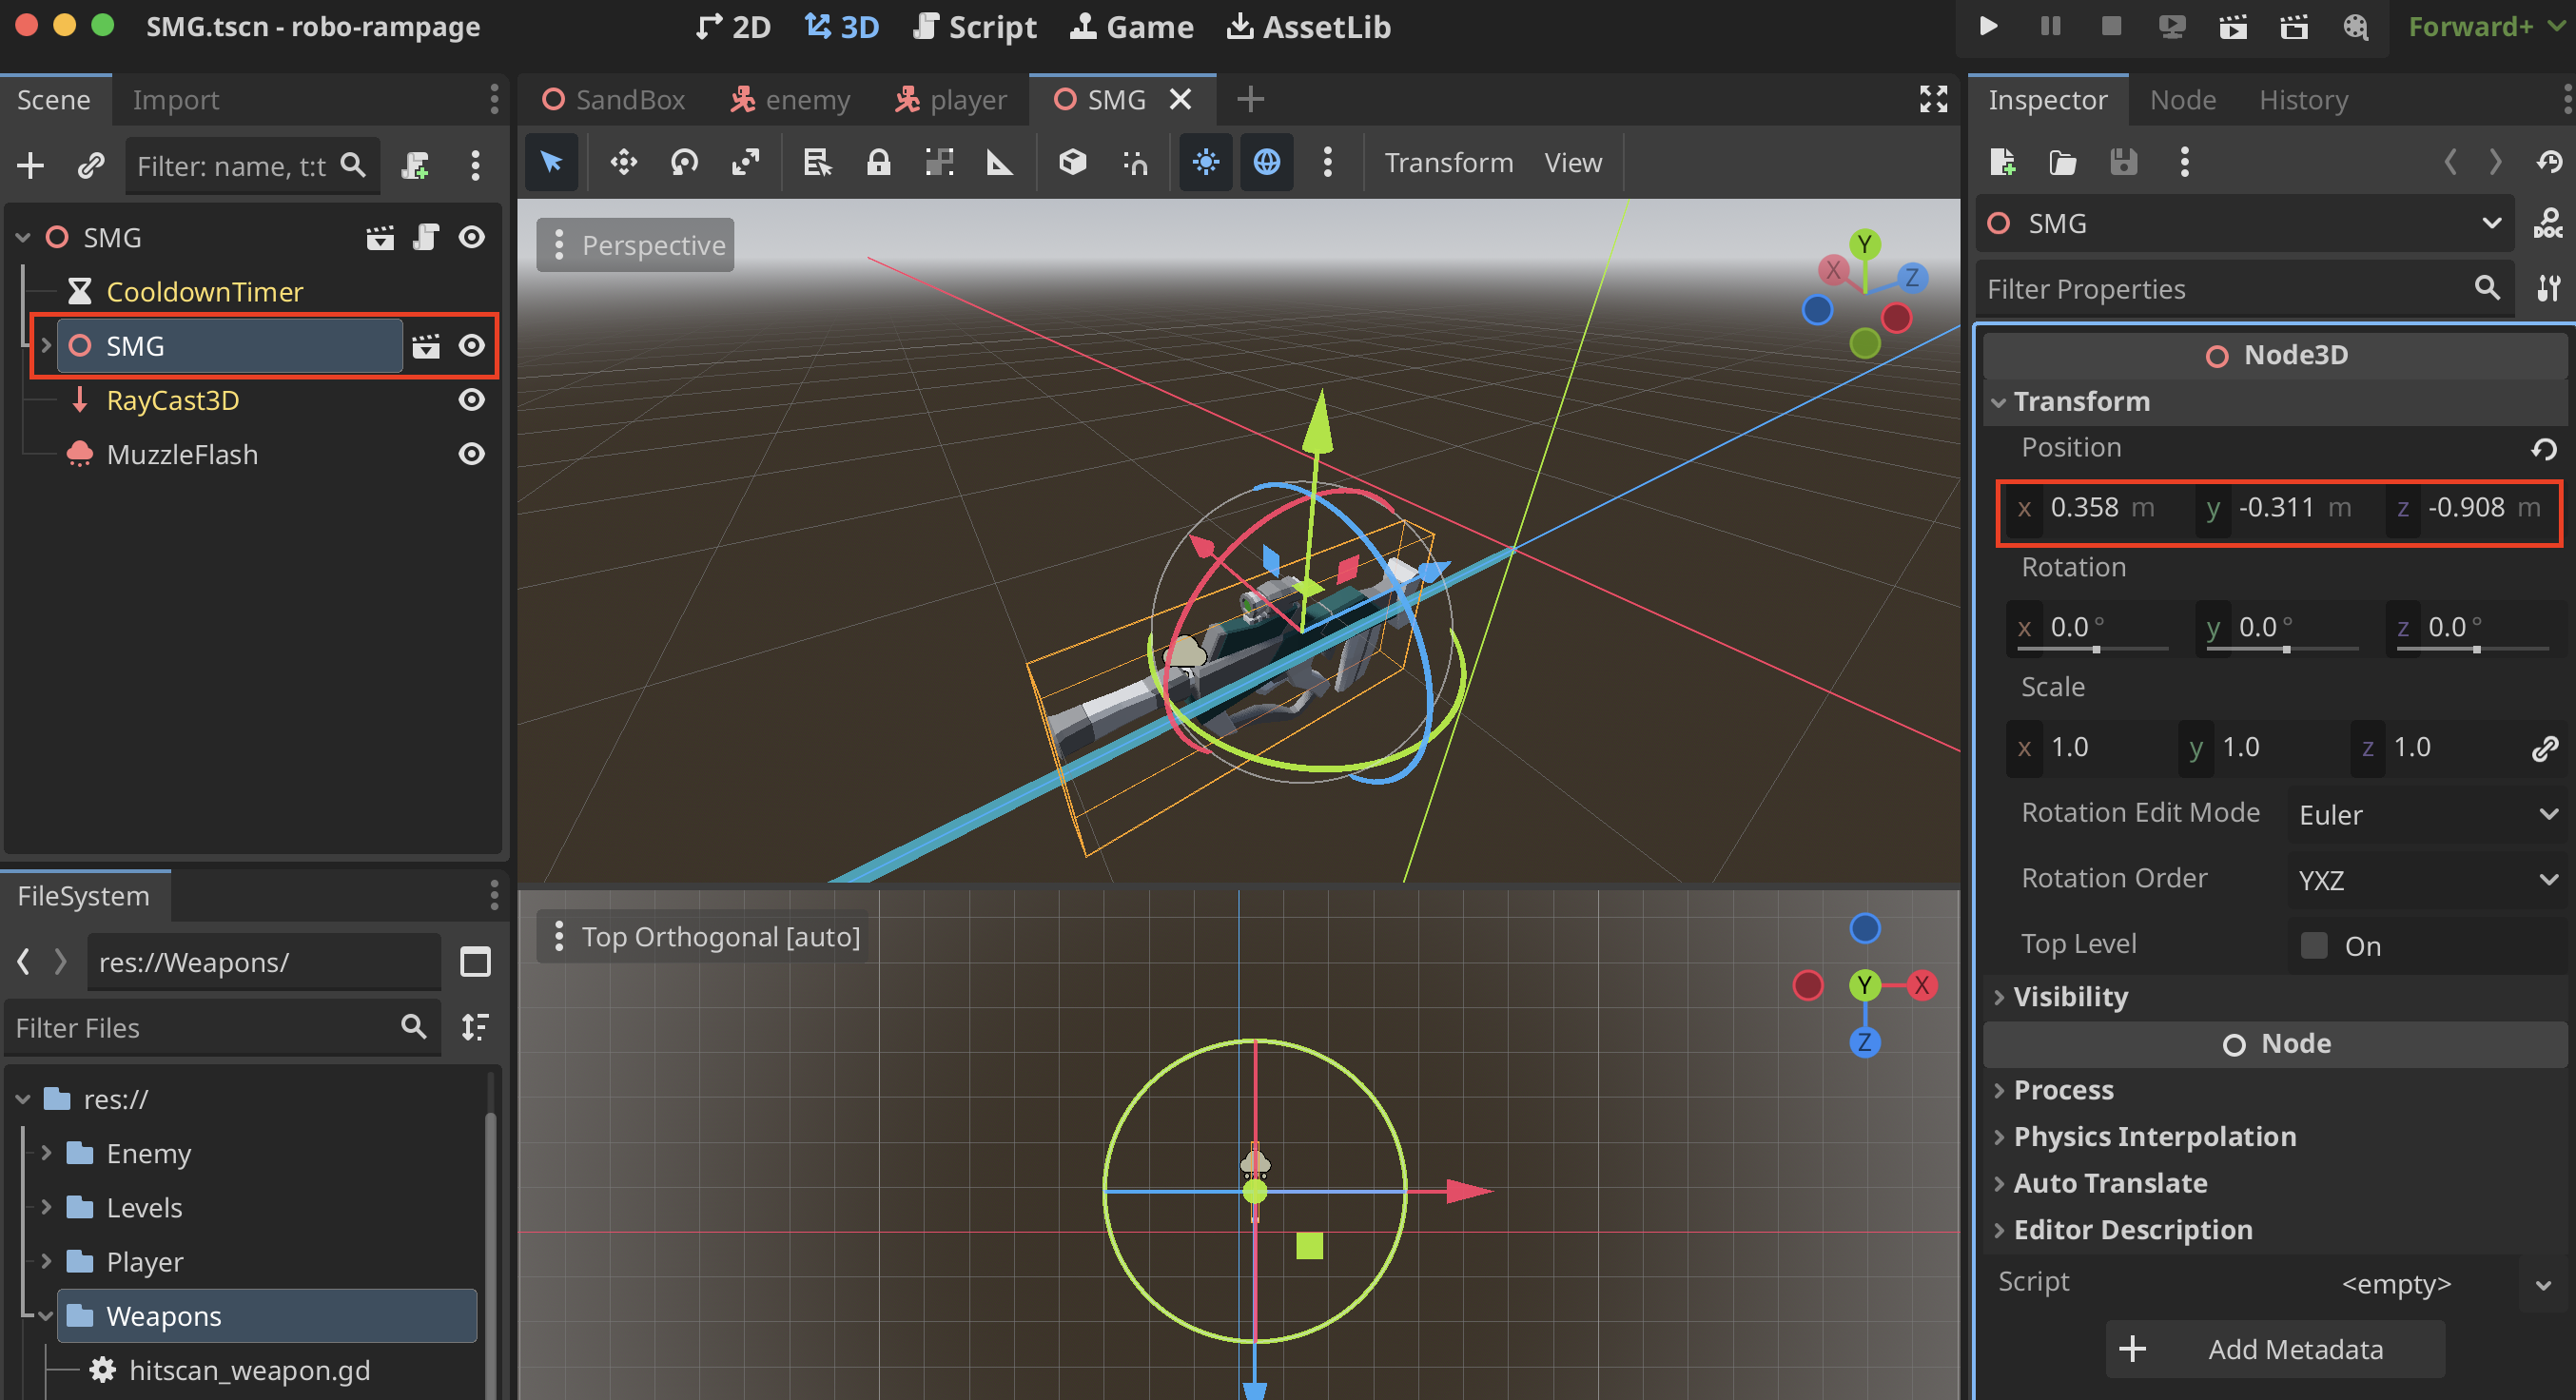 SMG.tscn - robo-rampage
2D 3D Script Game AssetLib
Forward+
Scene Import
Filter: name, t:t
SMG
CooldownTimer
SMG
RayCast3D
MuzzleFlash
FileSystem
res://Weapons/
Filter Files
res://
Enemy
Levels
Player
Weapons
hitscan_weapon.gd
SandBox enemy player SMG
Transform View
Perspective
Y
X
Z
Top Orthogonal [auto]
Y X
Z
Inspector Node History
SMG
DOC
Filter Properties
Node3D
Transform
Position
x 0.358 m y -0.311 m z -0.908 m
Rotation
x 0.0 ° y 0.0 ° z 0.0 °
Scale
x 1.0 y 1.0 z 1.0
Rotation Edit Mode Euler
Rotation Order YXZ
Top Level On
Visibility
Node
Process
Physics Interpolation
Auto Translate
Editor Description
Script <empty>
Add Metadata